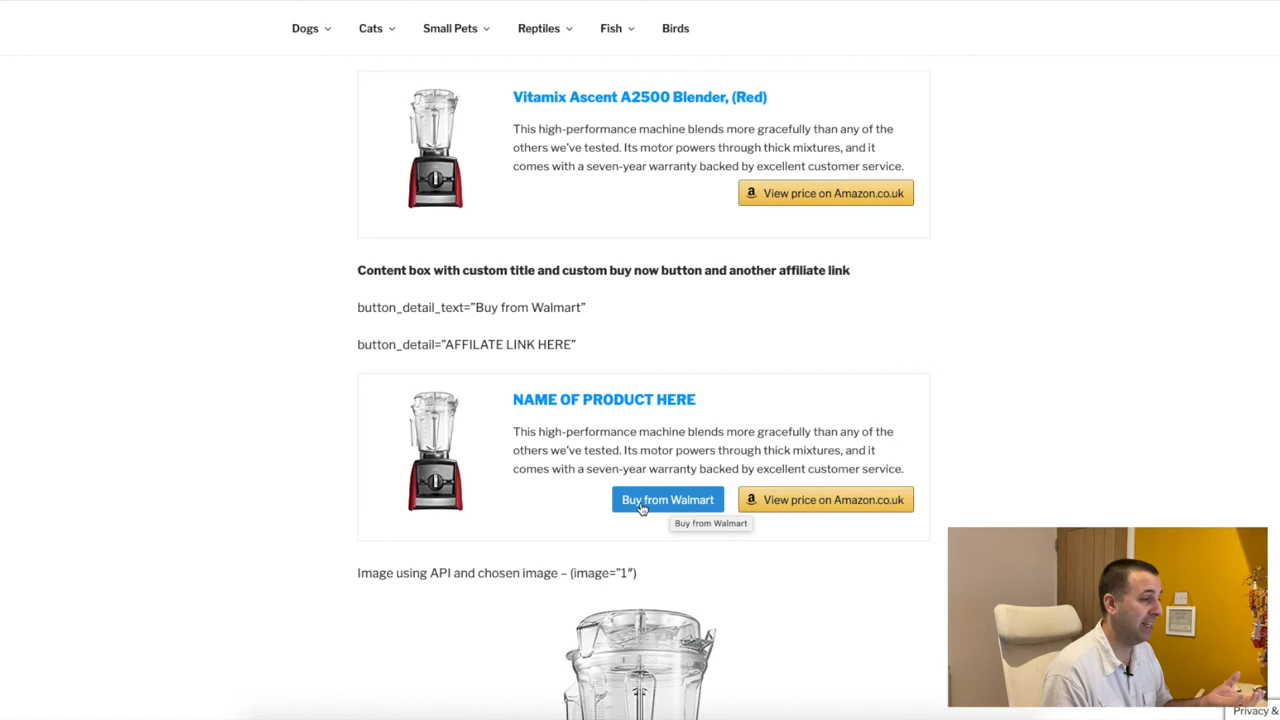 Dogs Cats Small Pets Reptiles Fish Birds
Vitamix Ascent A2500 Blender, (Red)
This high-performance machine blends more gracefully than any of the
others we've tested. Its motor powers through thick mixtures, and it
comes with a seven-year warranty backed by excellent customer service.
a View price on Amazon.co.uk
Content box with custom title and custom buy now button and another affiliate link
button_detail_text="Buy from Walmart"
button_detail="AFFILATE LINK HERE"
NAME OF PRODUCT HERE
This high-performance machine blends more gracefully than any of the
others we've tested. Its motor powers through thick mixtures, and it
comes with a seven-year warranty backed by excellent customer service.
Buy from Walmart a View price on Amazon.co.uk
Buy from Walmart
Image using API and chosen image – (image="1″)
Privacy &